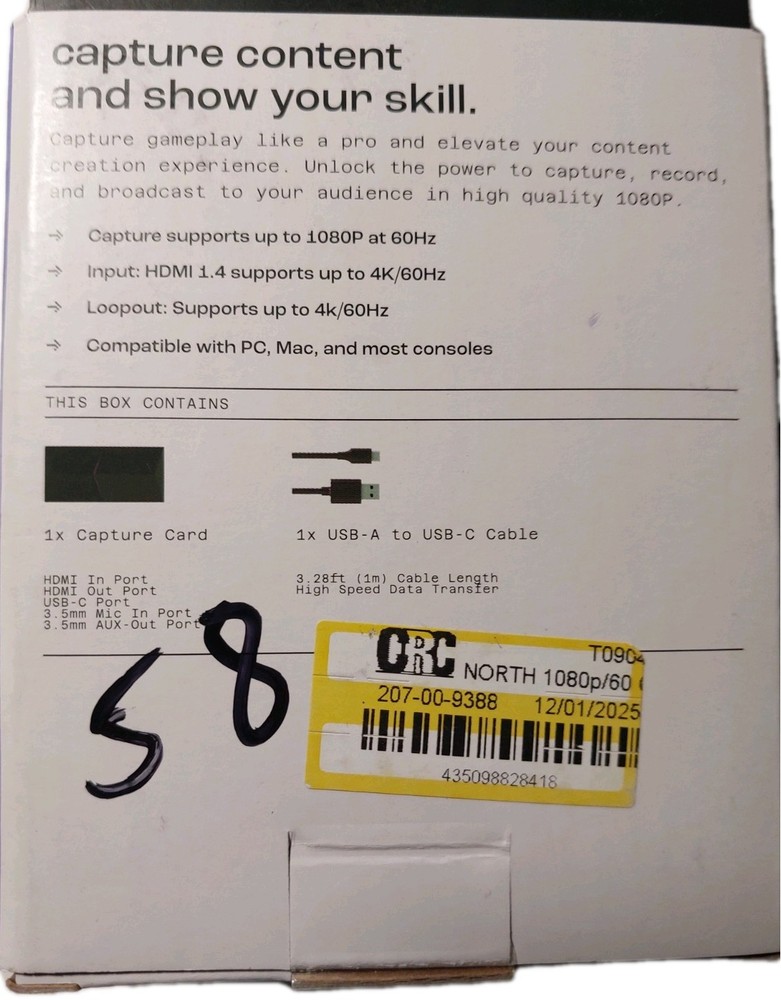 capture content
and show your skill.
Capture gameplay like a pro and elevate your content
creation experience. Unlock the power to capture, record,
and broadcast to your audience in high quality 1080P.
→ Capture supports up to 1080P at 60Hz
→ Input: HDMI 1.4 supports up to 4K/60Hz
→ Loopout: Supports up to 4k/60Hz
→ Compatible with PC, Mac, and most consoles
THIS BOX CONTAINS
1x Capture Card
HDMI In Port
HDMI Out Port
USB-C Port
3.5mm Mic In Port
3.5mm AUX-Out Port
1x USB-A to USB-C Cable
3.28ft (1m) Cable Length
High Speed Data Transfer
58
CRC
T0904
NORTH 1080p/60
207-00-9388 12/01/2025
435098828418